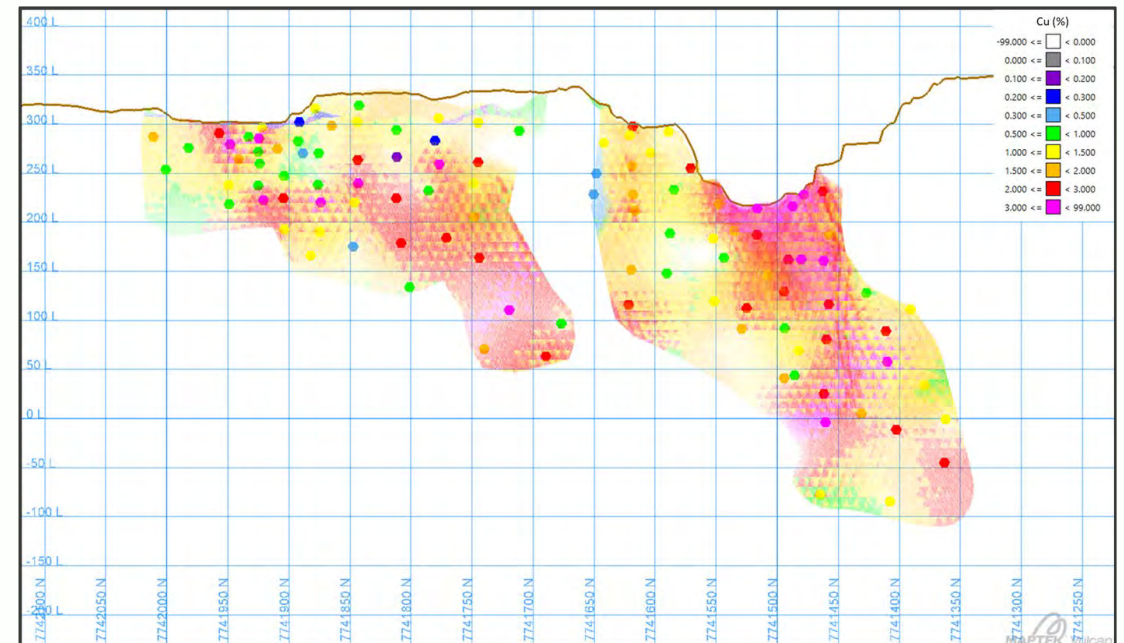 400 L
350 L
300 L
250 L
200 L
150 L
100 L
50 L
0 L
-50 L
-100 L
-150 L
-200 L
Cu (%)
-99.000 <= < 0.000
0.000 <= < 0.100
0.100 <= < 0.200
0.200 <= < 0.300
0.300 <= < 0.500
0.500 <= < 1.000
1.000 <= < 1.500
1.500 <= < 2.000
2.000 <= < 3.000
3.000 <= < 99.000
7742050 N
7742000 N
7741950 N
7741900 N
7741850 N
7741800 N
7741750 N
7741700 N
7741650 N
7741600 N
7741550 N
7741500 N
7741450 N
7741400 N
7741350 N
7741300 N
7741250 N
MAPTEK Vulcan